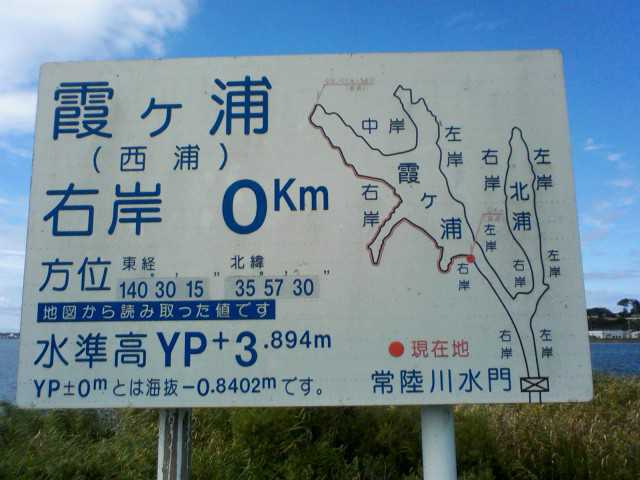 霞ヶ浦
(西浦)
右岸 0Km
方位 東経 140° 30' 15" 北緯 35° 57' 30"
地図から読み取った値です
水準高 YP+3.894m
YP±0mとは海抜-0.8402mです。
中岸
左岸
霞ヶ浦
右岸
右岸
左岸
北浦
左岸
右岸
右岸
左岸
右岸
左岸
●現在地
常陸川水門